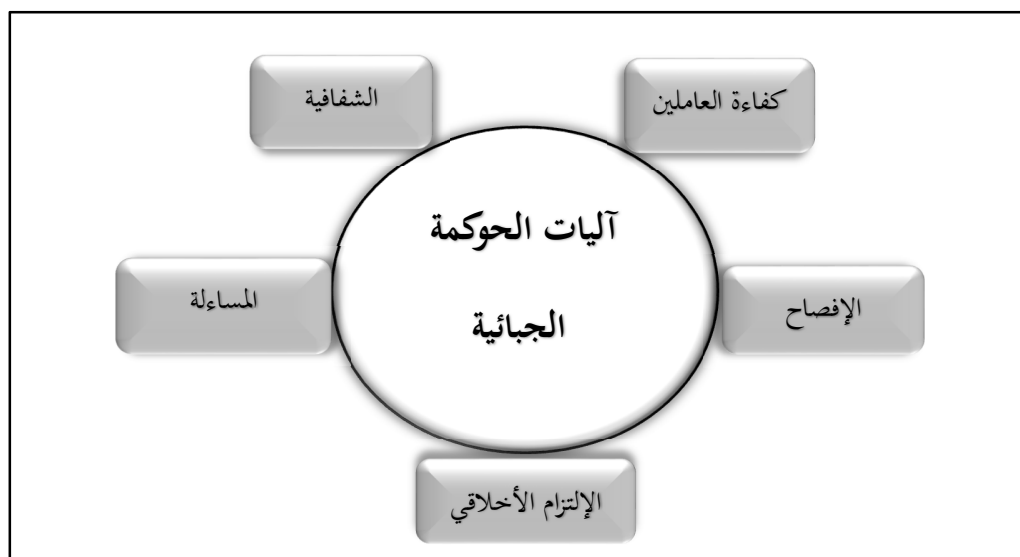 كفاءة العاملين
الشفافية
آليات الحوكمة
الجبائية
الإفصاح
المساءلة
الإلتزام الأخلاقي